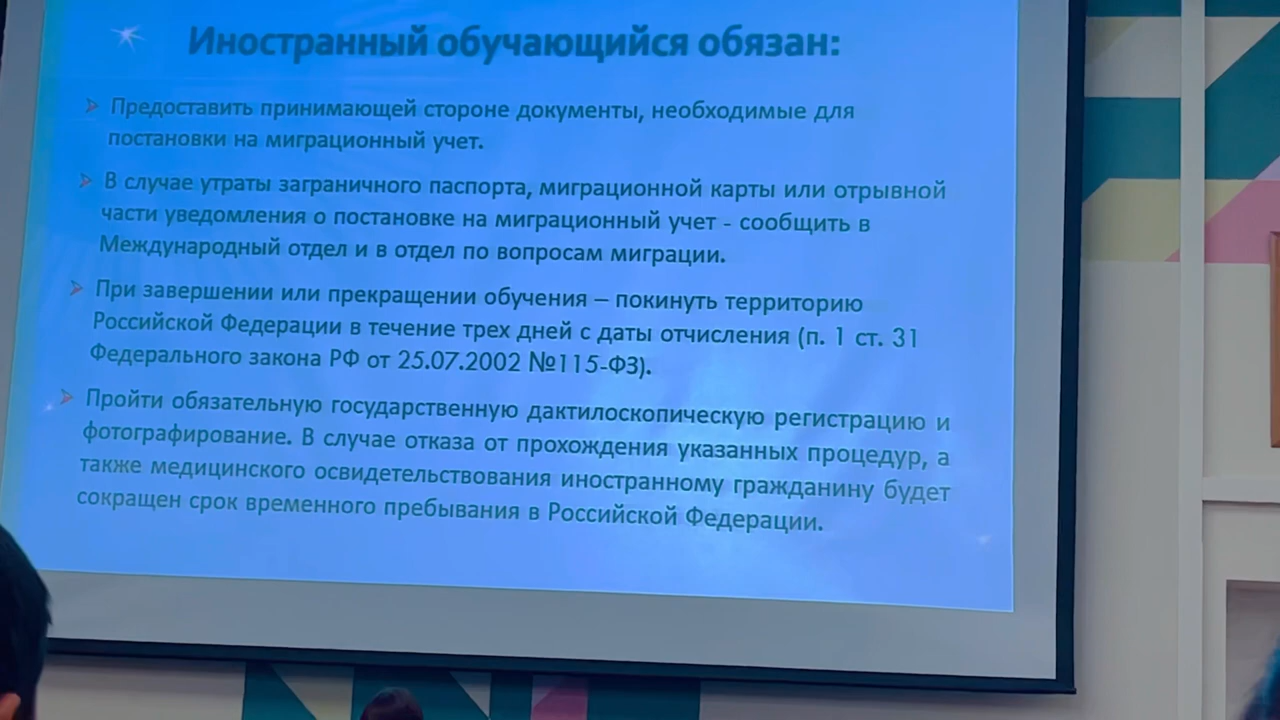 Иностранный обучающийся обязан:
Предоставить принимающей стороне документы, необходимые для
постановки на миграционный учет.
В случае утраты заграничного паспорта, миграционной карты или отрывной
части уведомления о постановке на миграционный учет - сообщить в
Международный отдел и в отдел по вопросам миграции.
При завершении или прекращении обучения – покинуть территорию
Российской Федерации в течение трех дней с даты отчисления (п. 1 ст. 31
Федерального закона РФ от 25.07.2002 №115-ФЗ).
Пройти обязательную государственную дактилоскопическую регистрацию и
фотографирование. В случае отказа от прохождения указанных процедур, а
также медицинского освидетельствования иностранному гражданину будет
сокращен срок временного пребывания в Российской Федерации.